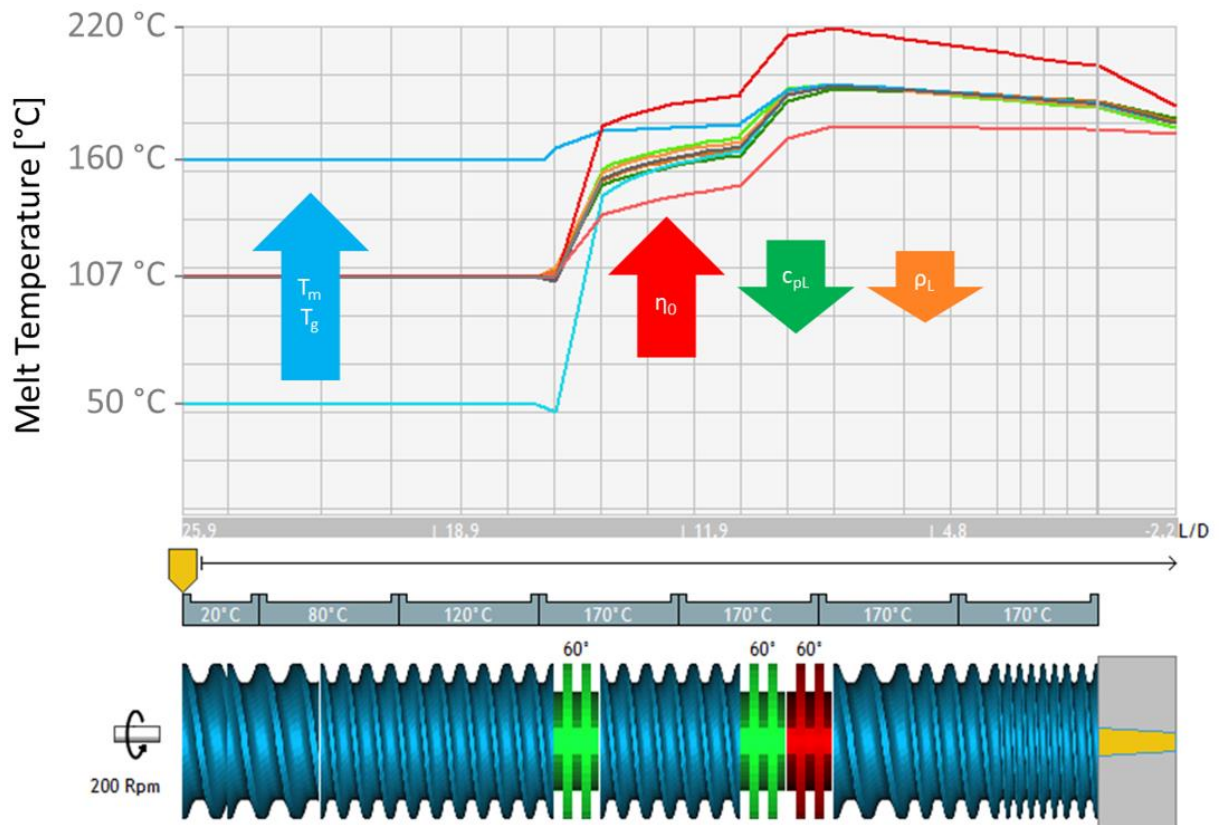 Melt Temperature [°C]
220 °C
160 °C
107 °C
50 °C
Tm
Tg
η0
cpL
ρL
25,9 18,9 11,9 4,8 -2,2 L/D
20°C 80°C 120°C 170°C 170°C 170°C 170°C
60° 60° 60°
200 Rpm